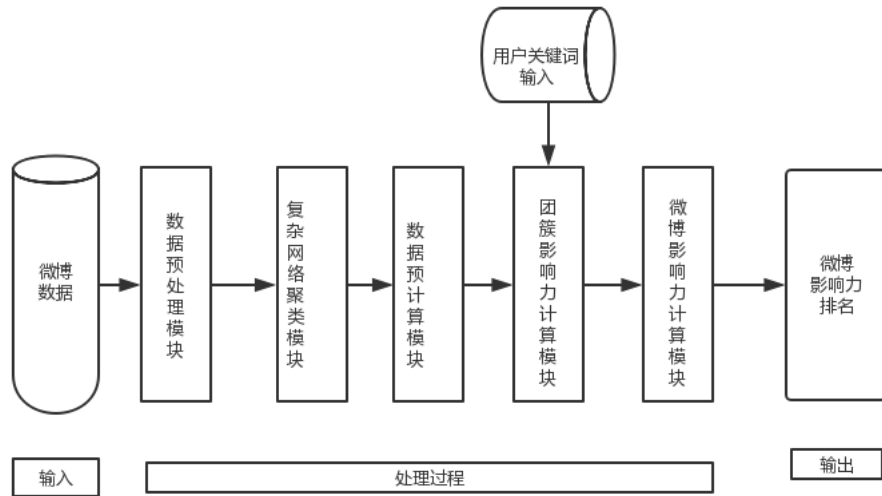 用户关键词
输入
微博
数据
数据预处理模块
复杂网络聚类模块
数据预计算模块
团簇影响力计算模块
微博影响力计算模块
微博
影响力
排名
输入
处理过程
输出